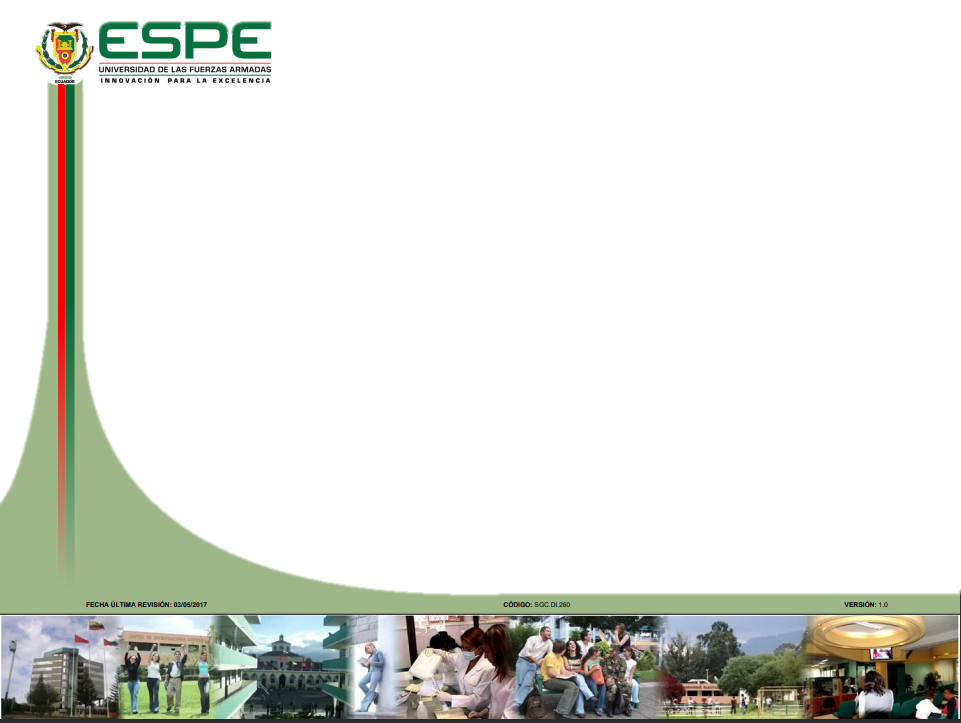 ESPE
UNIVERSIDAD DE LAS FUERZAS ARMADAS
INNOVACIÓN PARA LA EXCELENCIA
ECUADOR
FECHA ÚLTIMA REVISIÓN: 03/05/2017 CÓDIGO: SGC.DI.260 VERSIÓN: 1.0